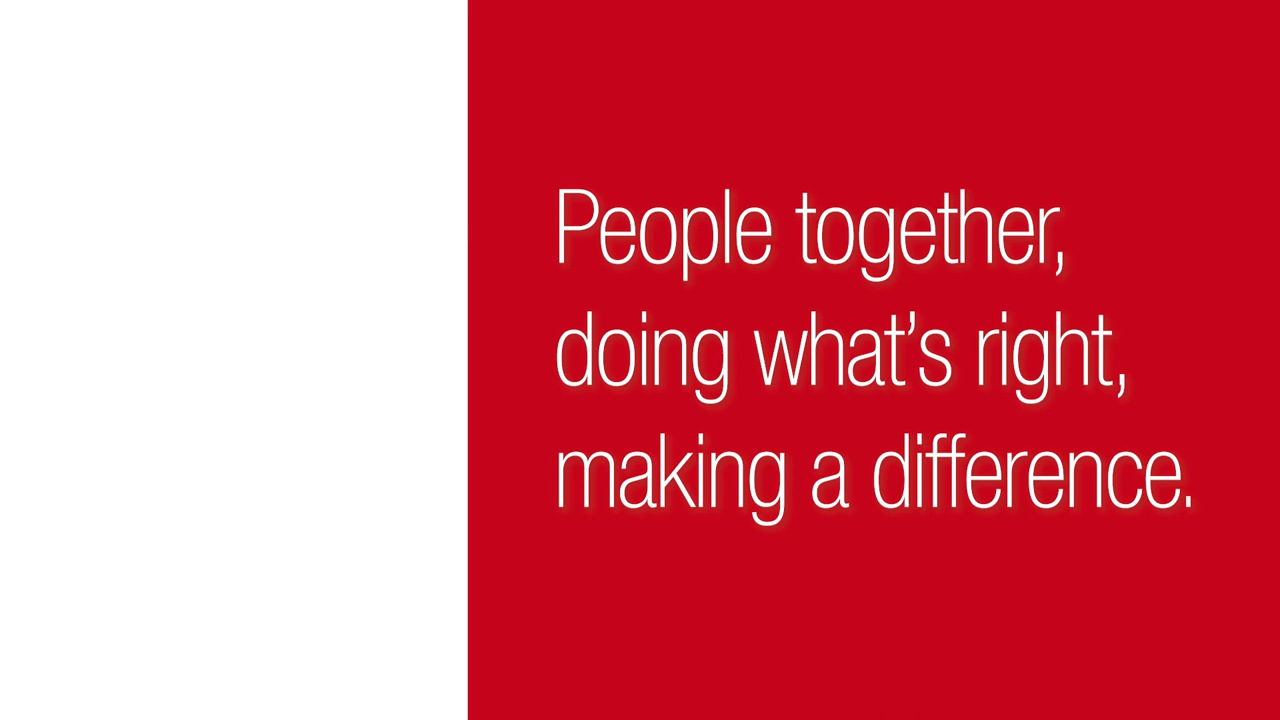 People together,
doing what’s right,
making a difference.